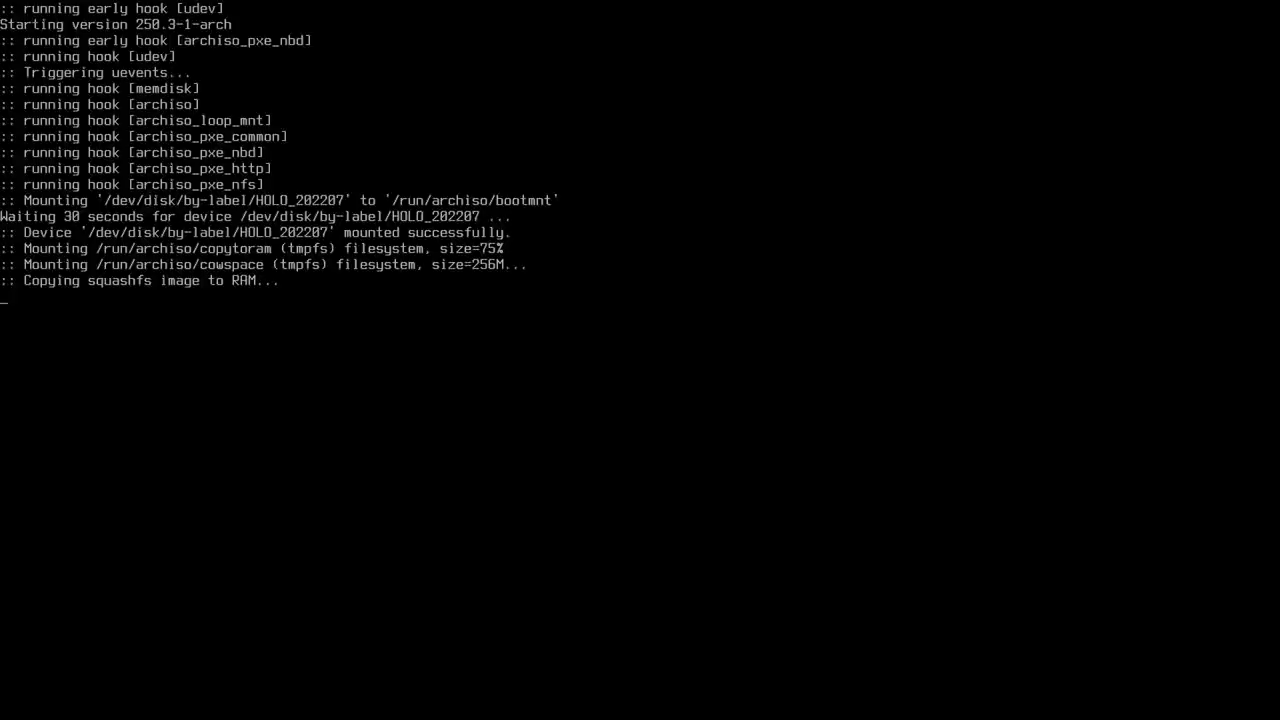 :: running early hook [udev]
Starting version 250.3-1-arch
:: running early hook [archiso_pxe_nbd]
:: running hook [udev]
:: Triggering uevents...
:: running hook [memdisk]
:: running hook [archiso]
:: running hook [archiso_loop_mnt]
:: running hook [archiso_pxe_common]
:: running hook [archiso_pxe_nbd]
:: running hook [archiso_pxe_http]
:: running hook [archiso_pxe_nfs]
:: Mounting '/dev/disk/by-label/HOLO_202207' to '/run/archiso/bootmnt'
Waiting 30 seconds for device /dev/disk/by-label/HOLO_202207 ...
:: Device '/dev/disk/by-label/HOLO_202207' mounted successfully.
:: Mounting /run/archiso/copytoram (tmpfs) filesystem, size=75%
:: Mounting /run/archiso/cowspace (tmpfs) filesystem, size=256M...
:: Copying squashfs image to RAM...
_